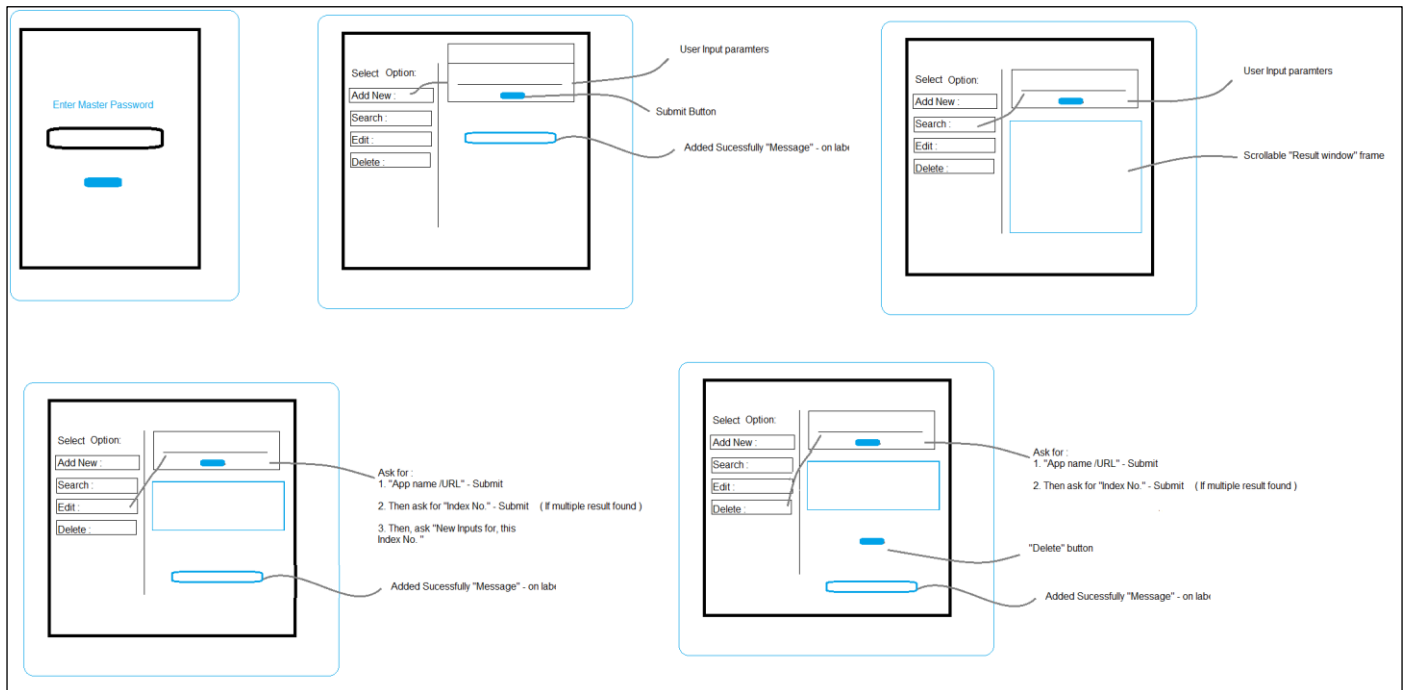 Enter Master Password
Select Option:
Add New :
Search :
Edit :
Delete :
User Input paramters
Submit Button
Added Sucessfully "Message" - on labe
Select Option:
Add New :
Search :
Edit :
Delete :
User Input paramters
Scrollable "Result window" frame
Select Option:
Add New :
Search :
Edit :
Delete :
Ask for :
1. "App name /URL" - Submit
2. Then ask for "Index No." - Submit ( If multiple result found )
3. Then, ask "New Inputs for, this
Index No. "
Added Sucessfully "Message" - on labe
Select Option:
Add New :
Search :
Edit :
Delete :
Ask for :
1. "App name /URL" - Submit
2. Then ask for "Index No." - Submit ( If multiple result found )
"Delete" button
Added Sucessfully "Message" - on labe